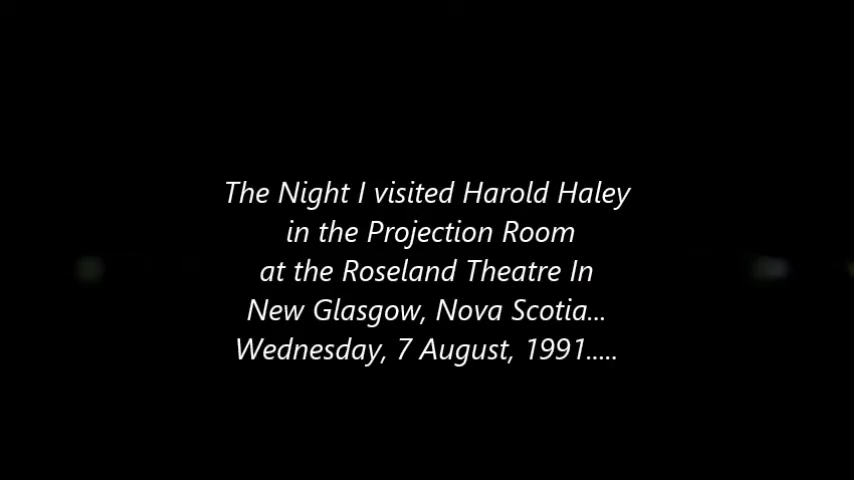 The Night I visited Harold Haley
in the Projection Room
at the Roseland Theatre In
New Glasgow, Nova Scotia...
Wednesday, 7 August, 1991.....